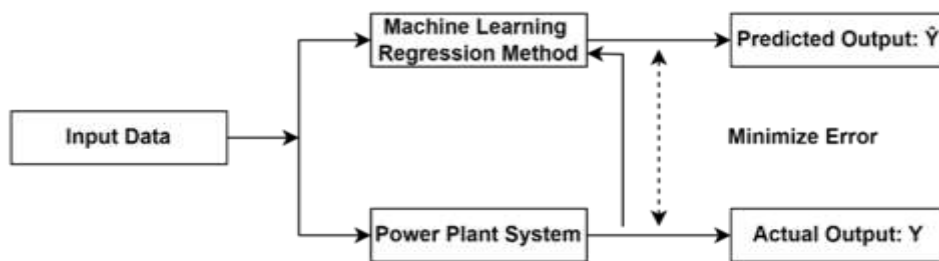 Machine Learning
Regression Method
Predicted Output: Ŷ
Input Data
Minimize Error
Power Plant System
Actual Output: Y